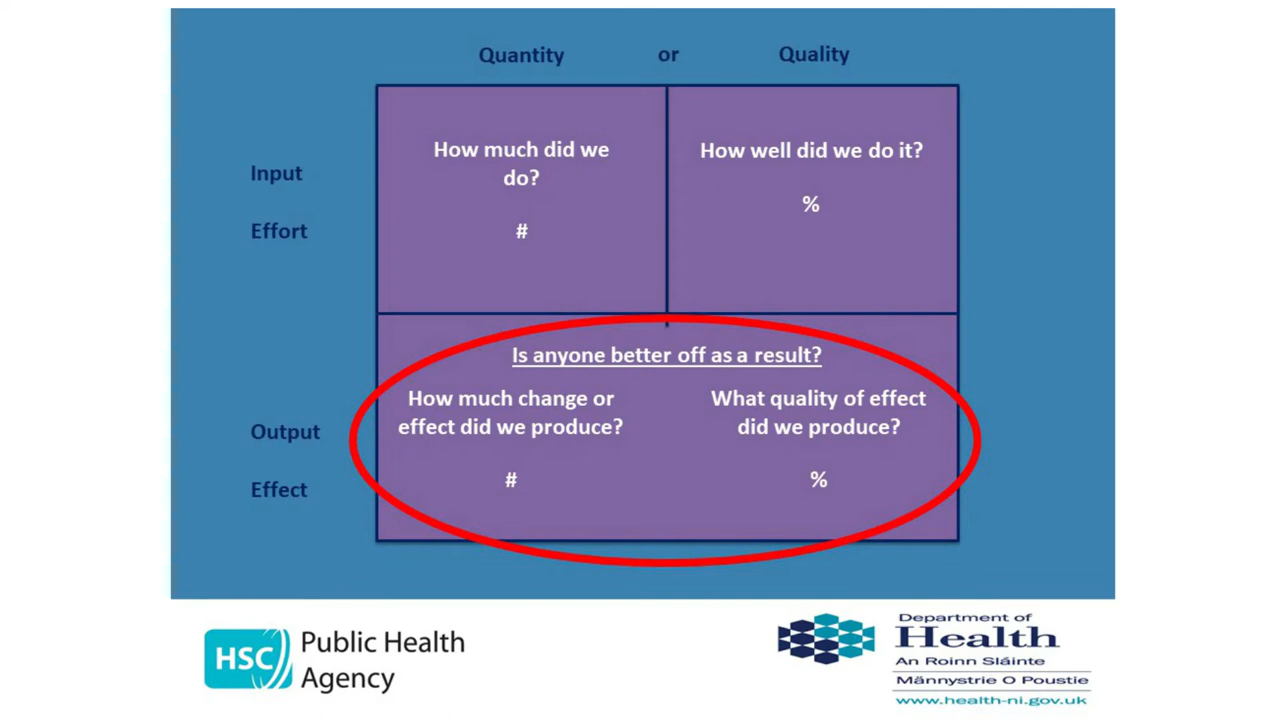 Quantity or Quality
How much did we
do?
#
How well did we do it?
%
Input
Effort
Is anyone better off as a result?
How much change or
effect did we produce?
#
What quality of effect
did we produce?
%
Output
Effect
HSC Public Health
Agency
Department of
Health
An Roinn Sláinte
Männystrie O Poustie
www.health-ni.gov.uk